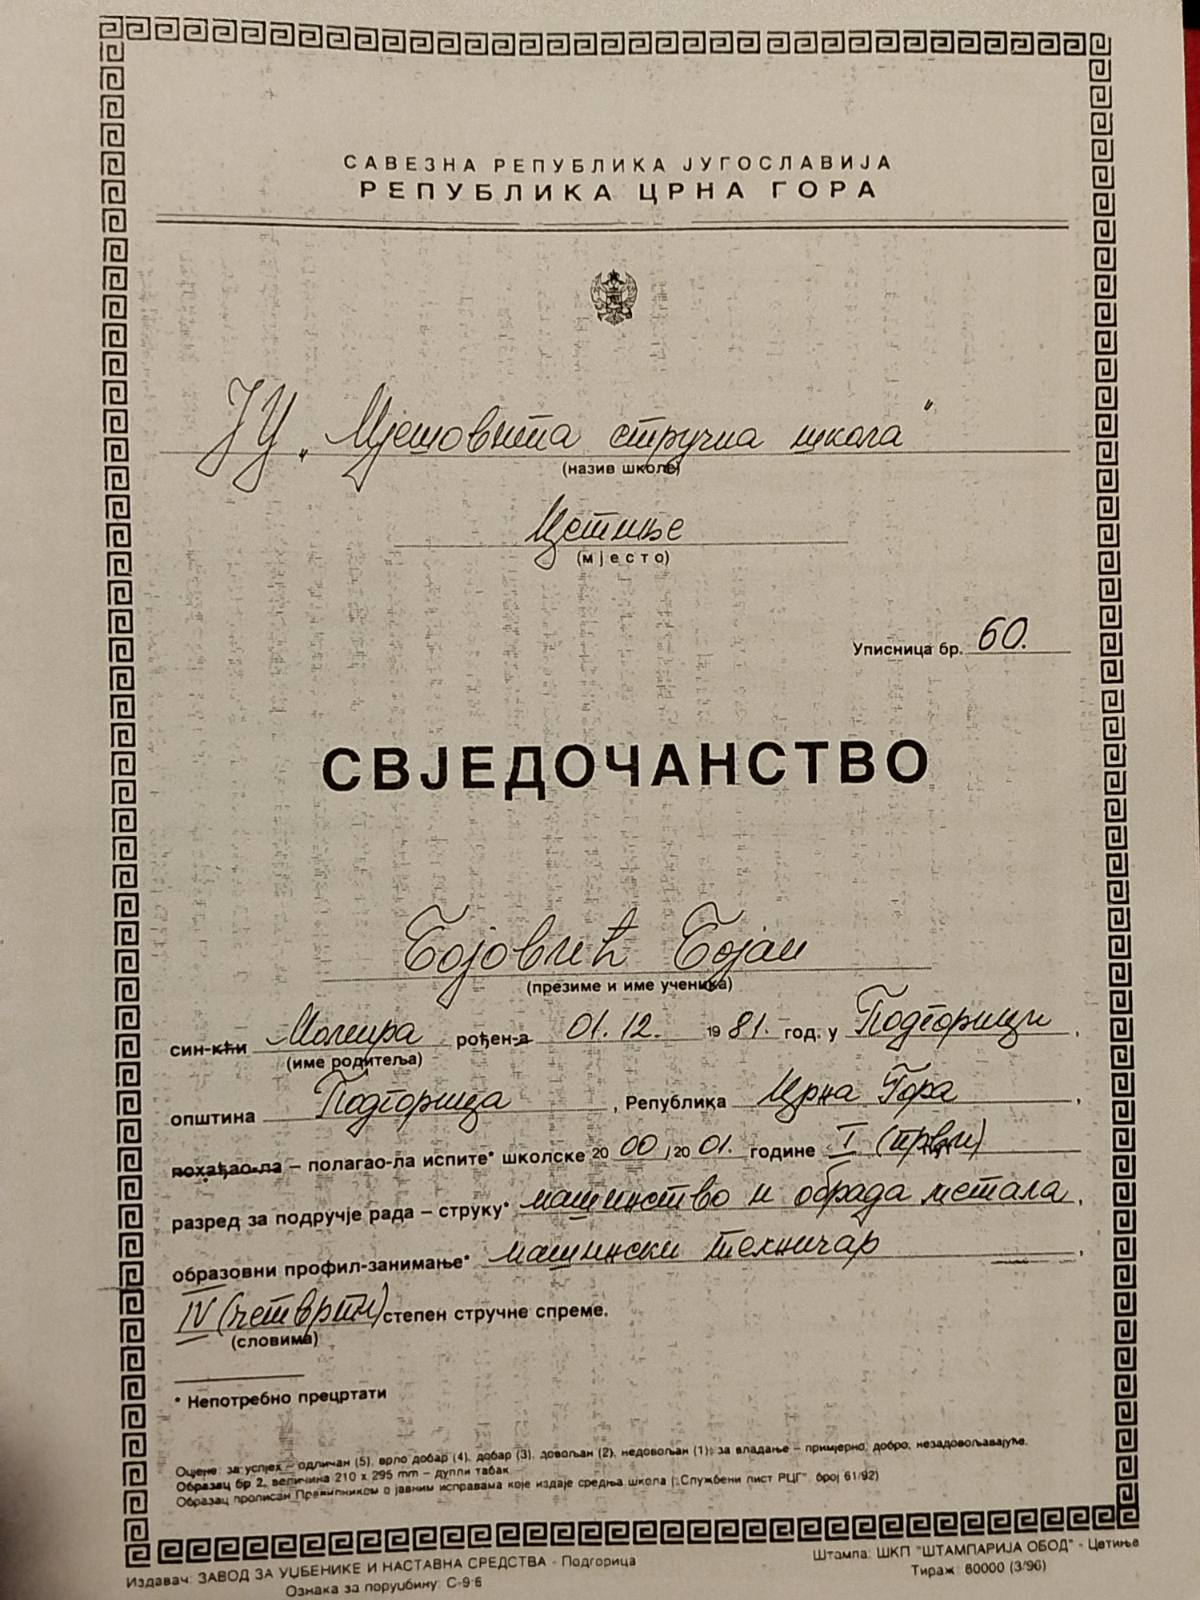 САВЕЗНА РЕПУБЛИКА ЈУГОСЛАВИЈА
РЕПУБЛИКА ЦРНА ГОРА
ЈУ „Мјешовита стручна школа“
(назив школе)
Цетиње
(мјесто)
Уписница бр. 60.
СВЈЕДОЧАНСТВО
Бојовић Бојан
(презиме и име ученика)
син-кћи Момира рођен-а 01.12. 1981. год. у Подгорици,
(име родитеља)
општина Подгорица, Република Црна Гора,
похађао-ла – полагао-ла испите* школске 2000/2001. године I (први)
разред за подручје рада – струку* машинство и обрада метала,
образовни профил-занимање* машински техничар,
IV (четврти) степен стручне спреме.
(словима)
* Непотребно прецртати
Оцјене: за успјех – одличан (5), врло добар (4), добар (3), довољан (2), недовољан (1); за владање – примјерно, добро, незадовољавајуће.
Образац бр 2, величина 210 x 295 mm – дупли табак
Образац прописан Правилником о јавним исправама које издаје средња школа („Службени лист РЦГ“, број 61/92)
Издавач: ЗАВОД ЗА УЏБЕНИКЕ И НАСТАВНА СРЕДСТВА - Подгорица
Штампа: ШКП "ШТАМПАРИЈА ОБОД" - Цетиње
Ознака за поруџбину: С-9 6
Тираж: 60000 (3/96)